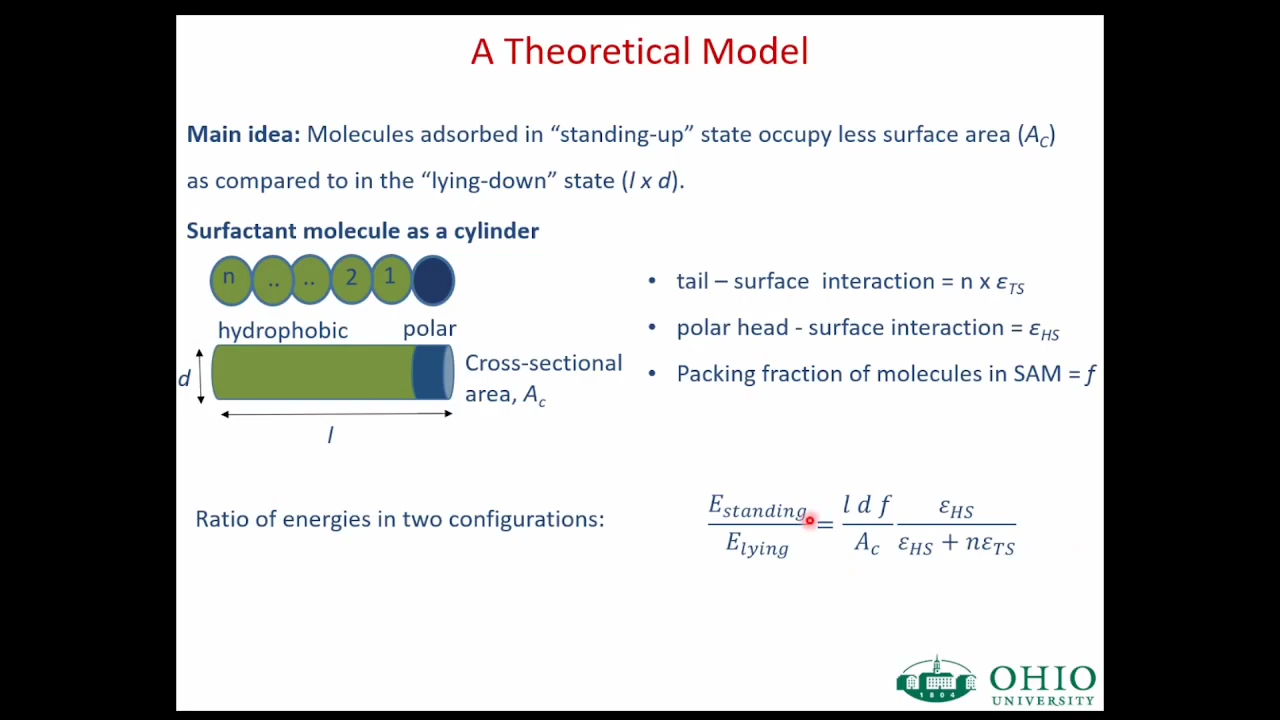 A Theoretical Model
Main idea: Molecules adsorbed in “standing-up” state occupy less surface area (A_C)
as compared to in the “lying-down” state (l x d).
Surfactant molecule as a cylinder
n .. .. 2 1
hydrophobic polar
d
Cross-sectional
area, A_c
l
• tail – surface interaction = n x ε_TS
• polar head - surface interaction = ε_HS
• Packing fraction of molecules in SAM = f
Ratio of energies in two configurations:
E_standing / E_lying = (l d f / A_c) (ε_HS / (ε_HS + nε_TS))
1804
OHIO
UNIVERSITY